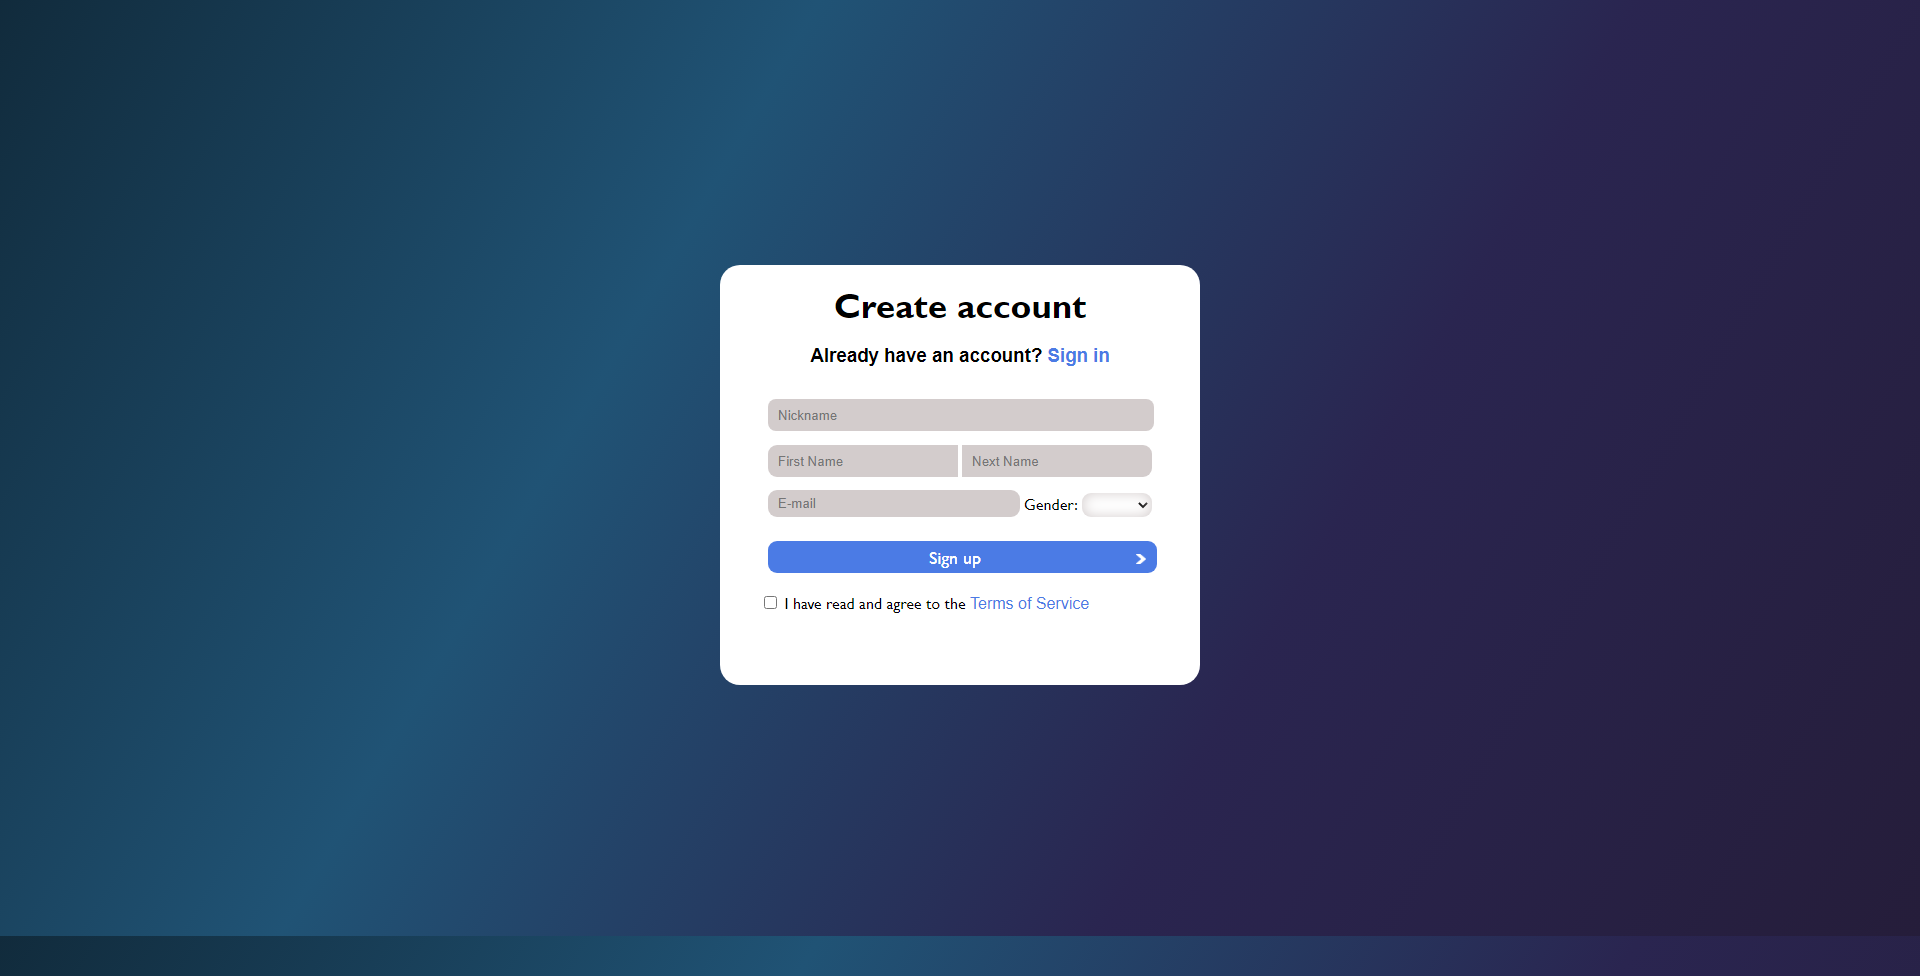 Create account
Already have an account? Sign in
Nickname
First Name Next Name
E-mail Gender:
Sign up
I have read and agree to the Terms of Service